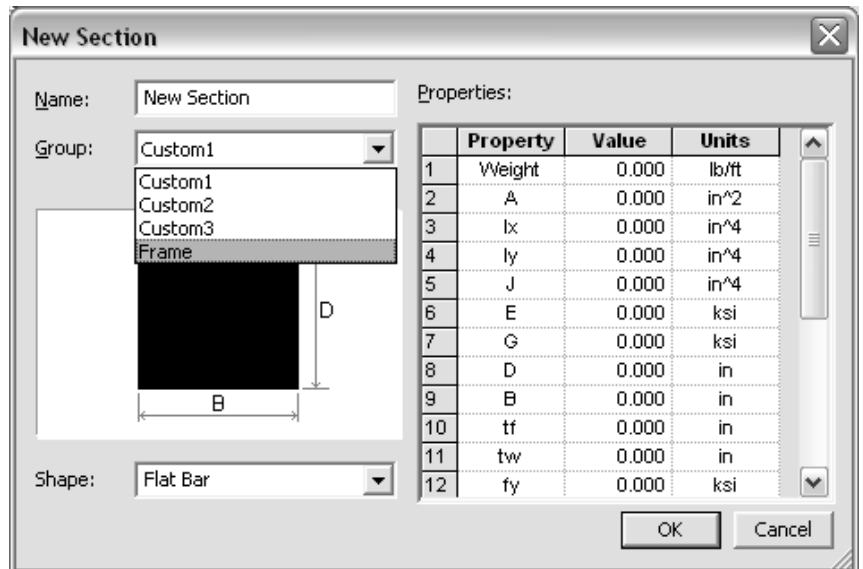 New Section
Name:
New Section
Group:
Custom1
Custom1
Custom2
Custom3
Frame
D
B
Shape:
Flat Bar
Properties:
Property Value Units
1 Weight 0.000 lb/ft
2 A 0.000 in^2
3 Ix 0.000 in^4
4 Iy 0.000 in^4
5 J 0.000 in^4
6 E 0.000 ksi
7 G 0.000 ksi
8 D 0.000 in
9 B 0.000 in
10 tf 0.000 in
11 tw 0.000 in
12 fy 0.000 ksi
OK
Cancel